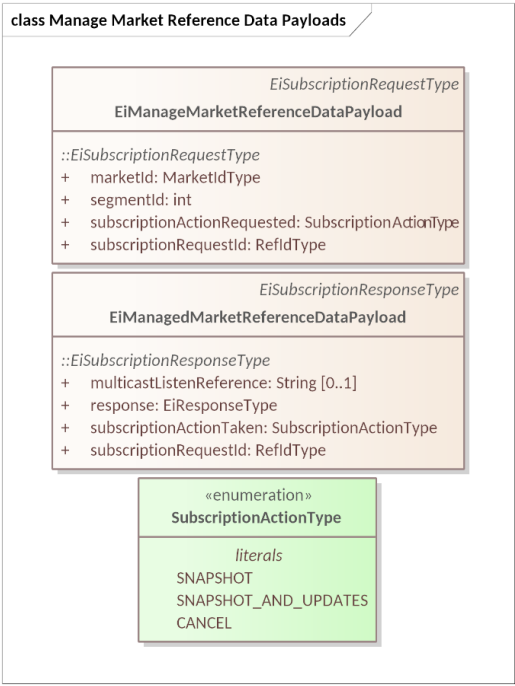 class Manage Market Reference Data Payloads
EiSubscriptionRequestType
EiManageMarketReferenceDataPayload
::EiSubscriptionRequestType
+ marketId: MarketIdType
+ segmentId: int
+ subscriptionActionRequested: SubscriptionActionType
+ subscriptionRequestId: RefIdType
EiSubscriptionResponseType
EiManagedMarketReferenceDataPayload
::EiSubscriptionResponseType
+ multicastListenReference: String [0..1]
+ response: EiResponseType
+ subscriptionActionTaken: SubscriptionActionType
+ subscriptionRequestId: RefIdType
«enumeration»
SubscriptionActionType
literals
SNAPSHOT
SNAPSHOT_AND_UPDATES
CANCEL